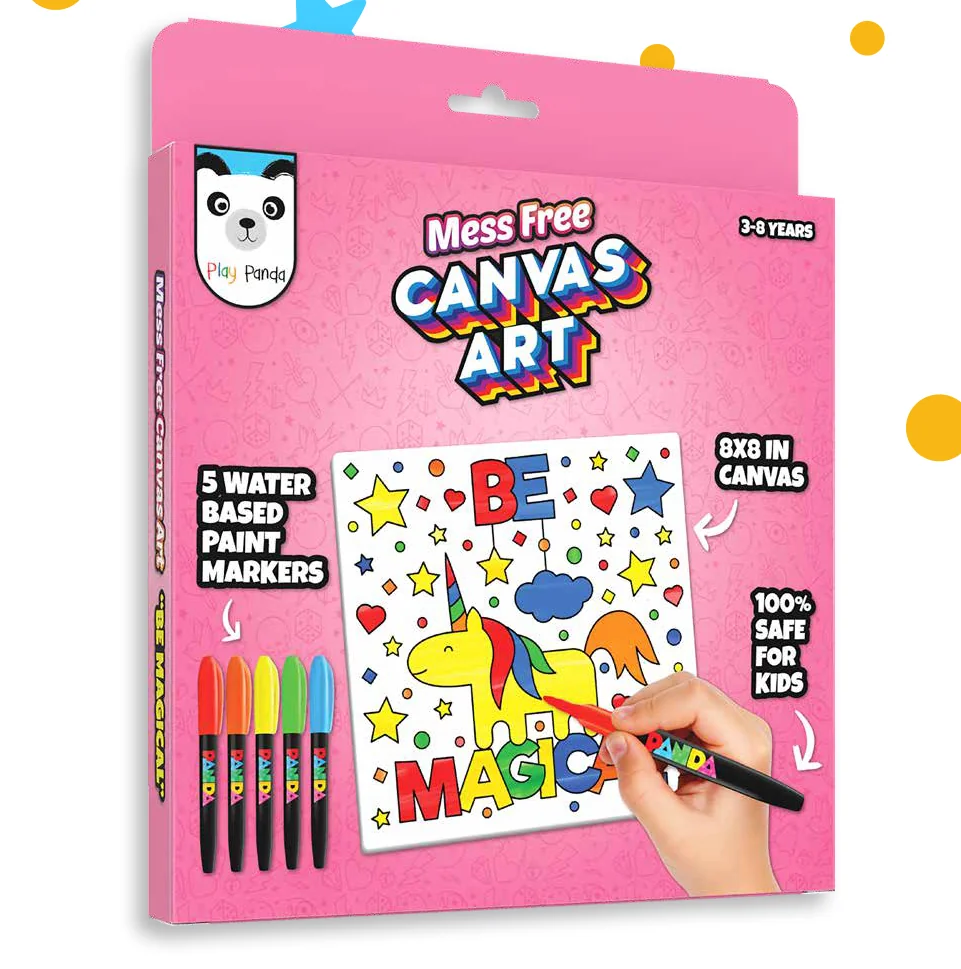 Play Panda
Mess Free
CANVAS
ART
3-8 YEARS
Mess Free Canvas Art "BE MAGICAL"
5 WATER
BASED
PAINT
MARKERS
8X8 IN
CANVAS
100%
SAFE
FOR
KIDS
BE
MAGICA
PANDA
PANDA
PANDA
PANDA
PANDA
PANDA